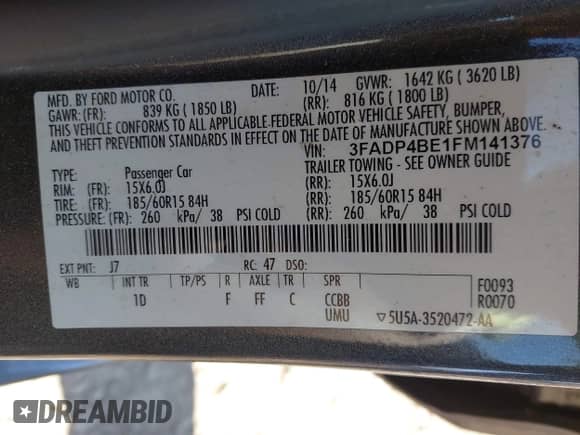 MFD. BY FORD MOTOR CO. DATE: 10/14 GVWR: 1642 KG ( 3620 LB)
GAWR: (FR): 839 KG ( 1850 LB) (RR): 816 KG ( 1800 LB)
THIS VEHICLE CONFORMS TO ALL APPLICABLE FEDERAL MOTOR VEHICLE SAFETY, BUMPER,
AND THEFT PREVENTION STANDARDS IN EFFECT ON THE DATE OF MANUFACTURE SHOWN ABOVE.
VIN: 3FADP4BE1FM141376
TYPE: Passenger Car TRAILER TOWING - SEE OWNER GUIDE
RIM: (FR): 15X6.0J (RR): 15X6.0J
TIRE: (FR): 185/60R15 84H (RR): 185/60R15 84H
PRESSURE: (FR): 260 kPa/ 38 PSI COLD (RR): 260 kPa/ 38 PSI COLD
EXT PNT: J7 RC: 47 DSO:
WB INT TR TP/PS R AXLE TR SPR F0093
1D F FF C CCBB R0070
UMU ▽5U5A-3520472-AA
DREAMBID